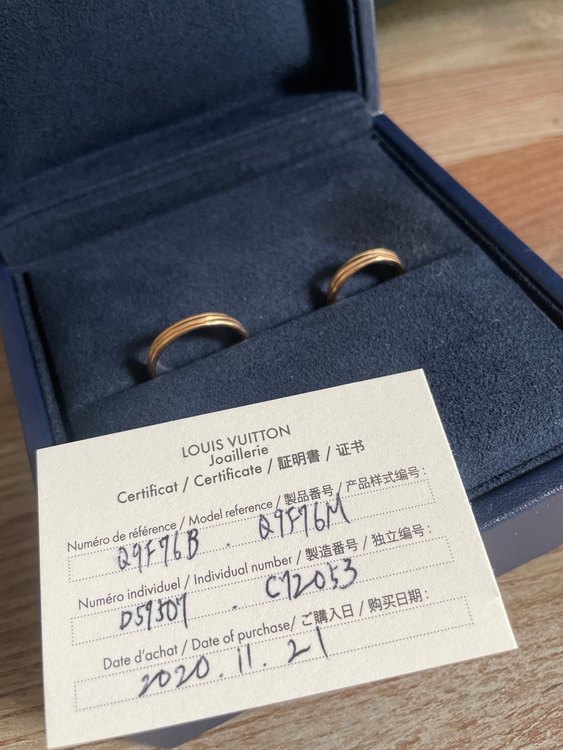 LOUIS VUITTON
Joaillerie
Certificat / Certificate / 証明書 / 证书
Numéro de référence / Model reference / 製品番号 / 产品样式编号:
Q9F76B . Q9F76M
Numéro individuel / Individual number / 製造番号 / 独立编号:
D59507 . C72053
Date d'achat / Date of purchase/ ご購入日 / 购买日期:
2020.11.21